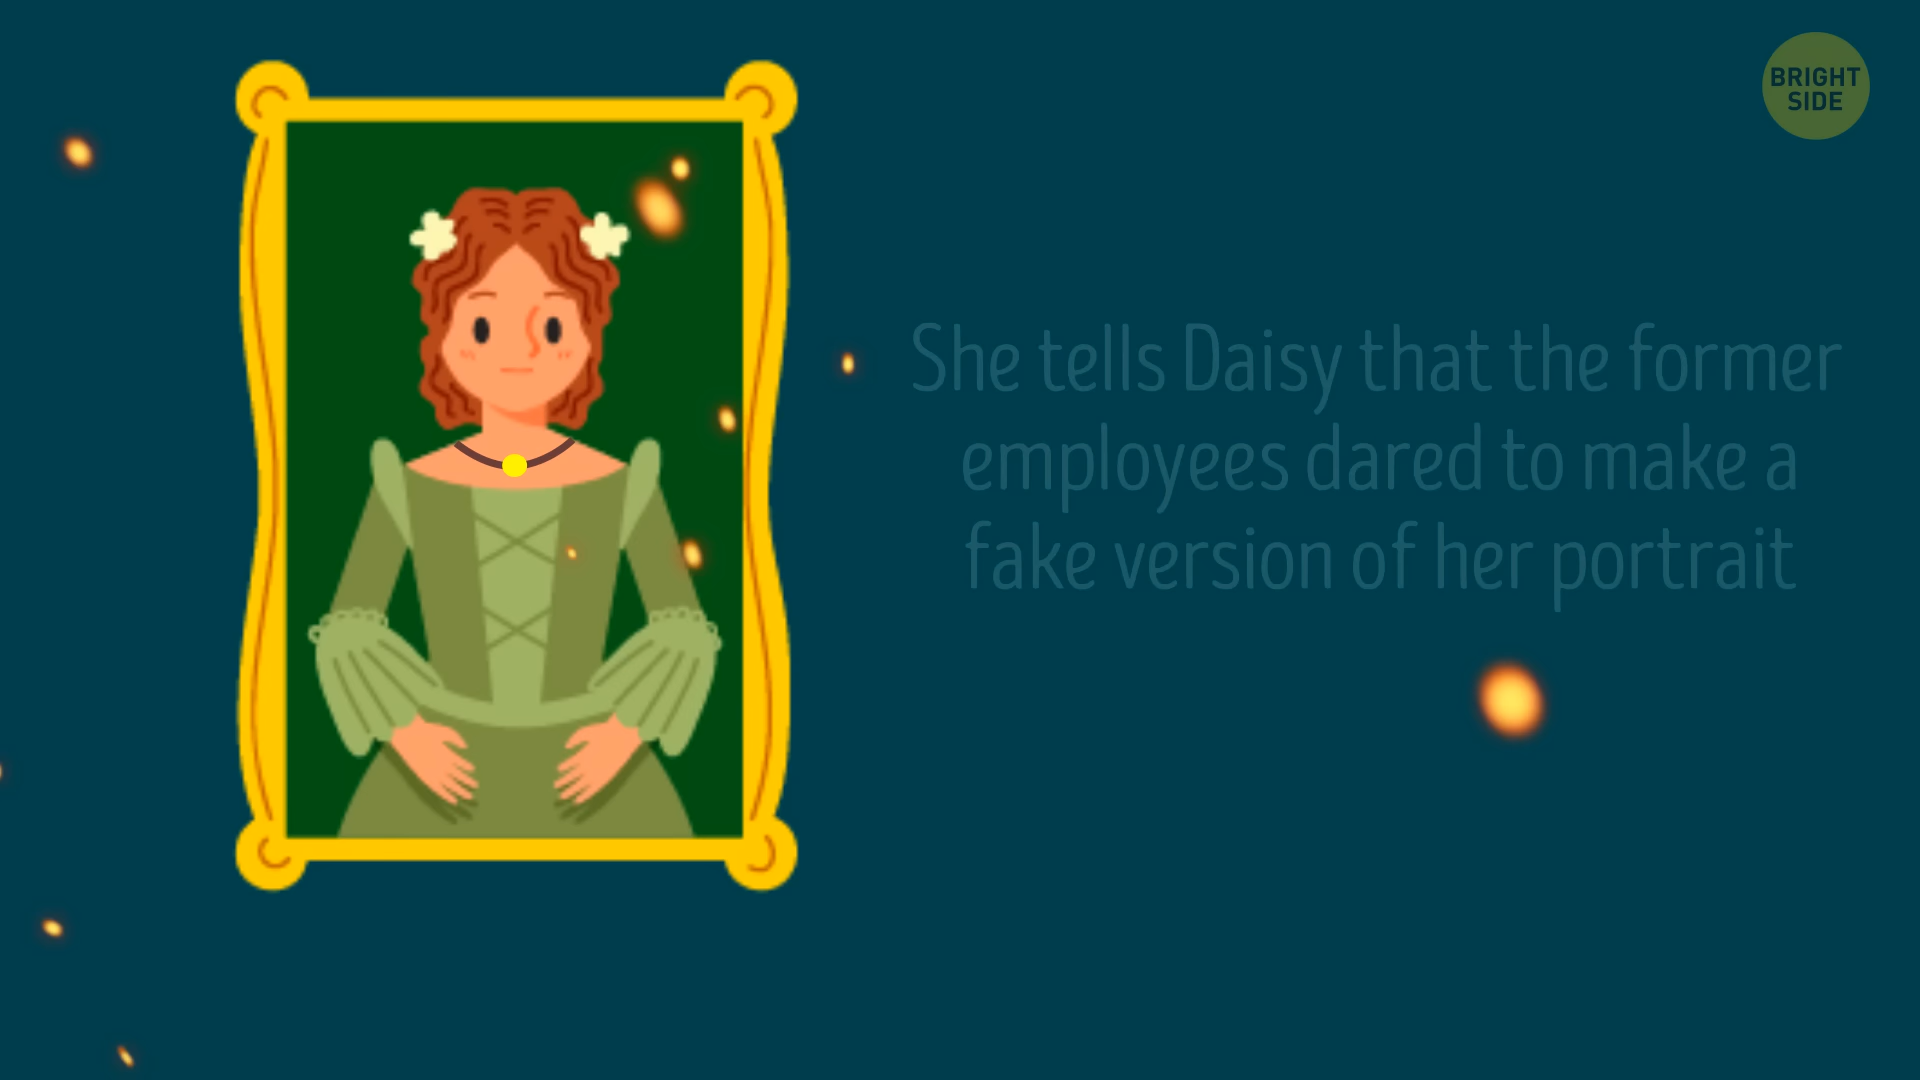 BRIGHT
SIDE
She tells Daisy that the former
employees dared to make a
fake version of her portrait